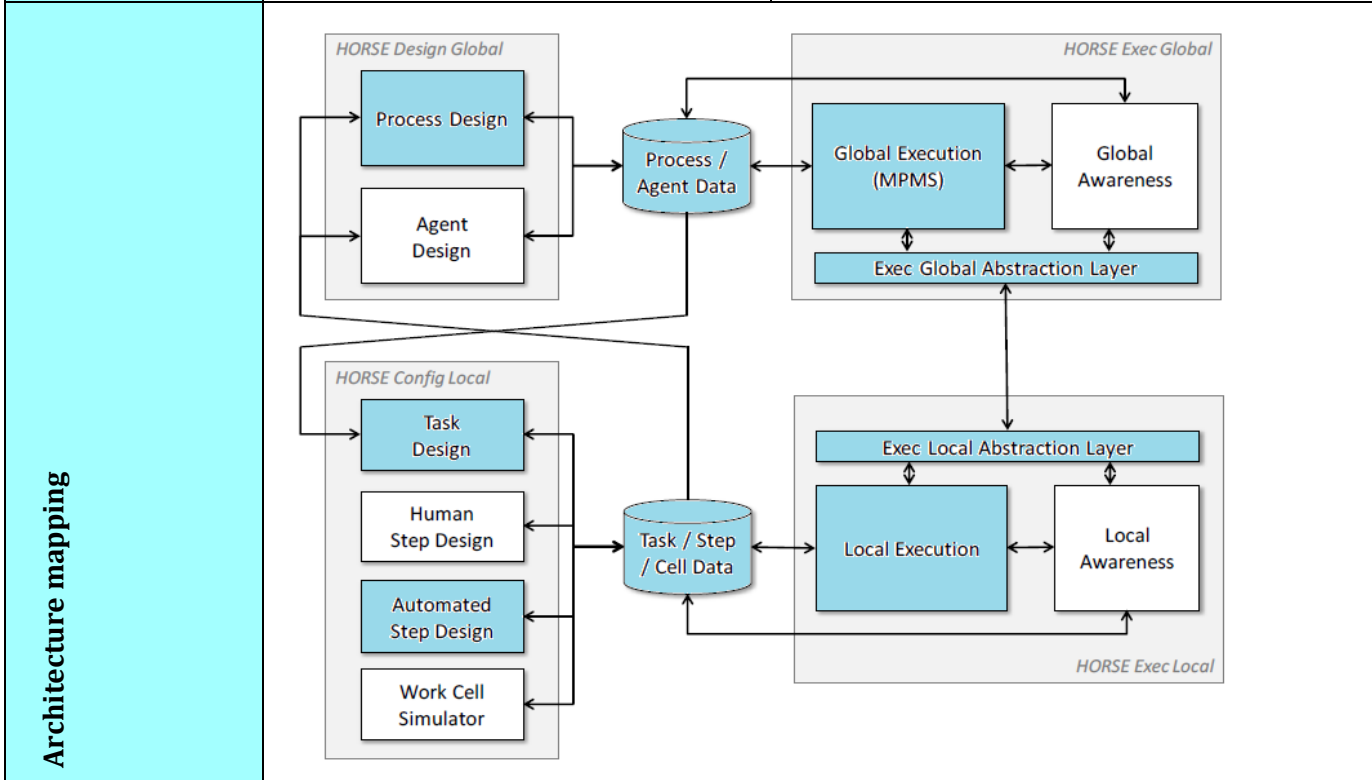 HORSE Design Global
Process Design
Agent
Design
Process /
Agent Data
HORSE Exec Global
Global Execution
(MPMS)
Global
Awareness
Exec Global Abstraction Layer
Architecture mapping
HORSE Config Local
Task
Design
Human
Step Design
Automated
Step Design
Work Cell
Simulator
Task / Step
/ Cell Data
Exec Local Abstraction Layer
Local Execution
Local
Awareness
HORSE Exec Local